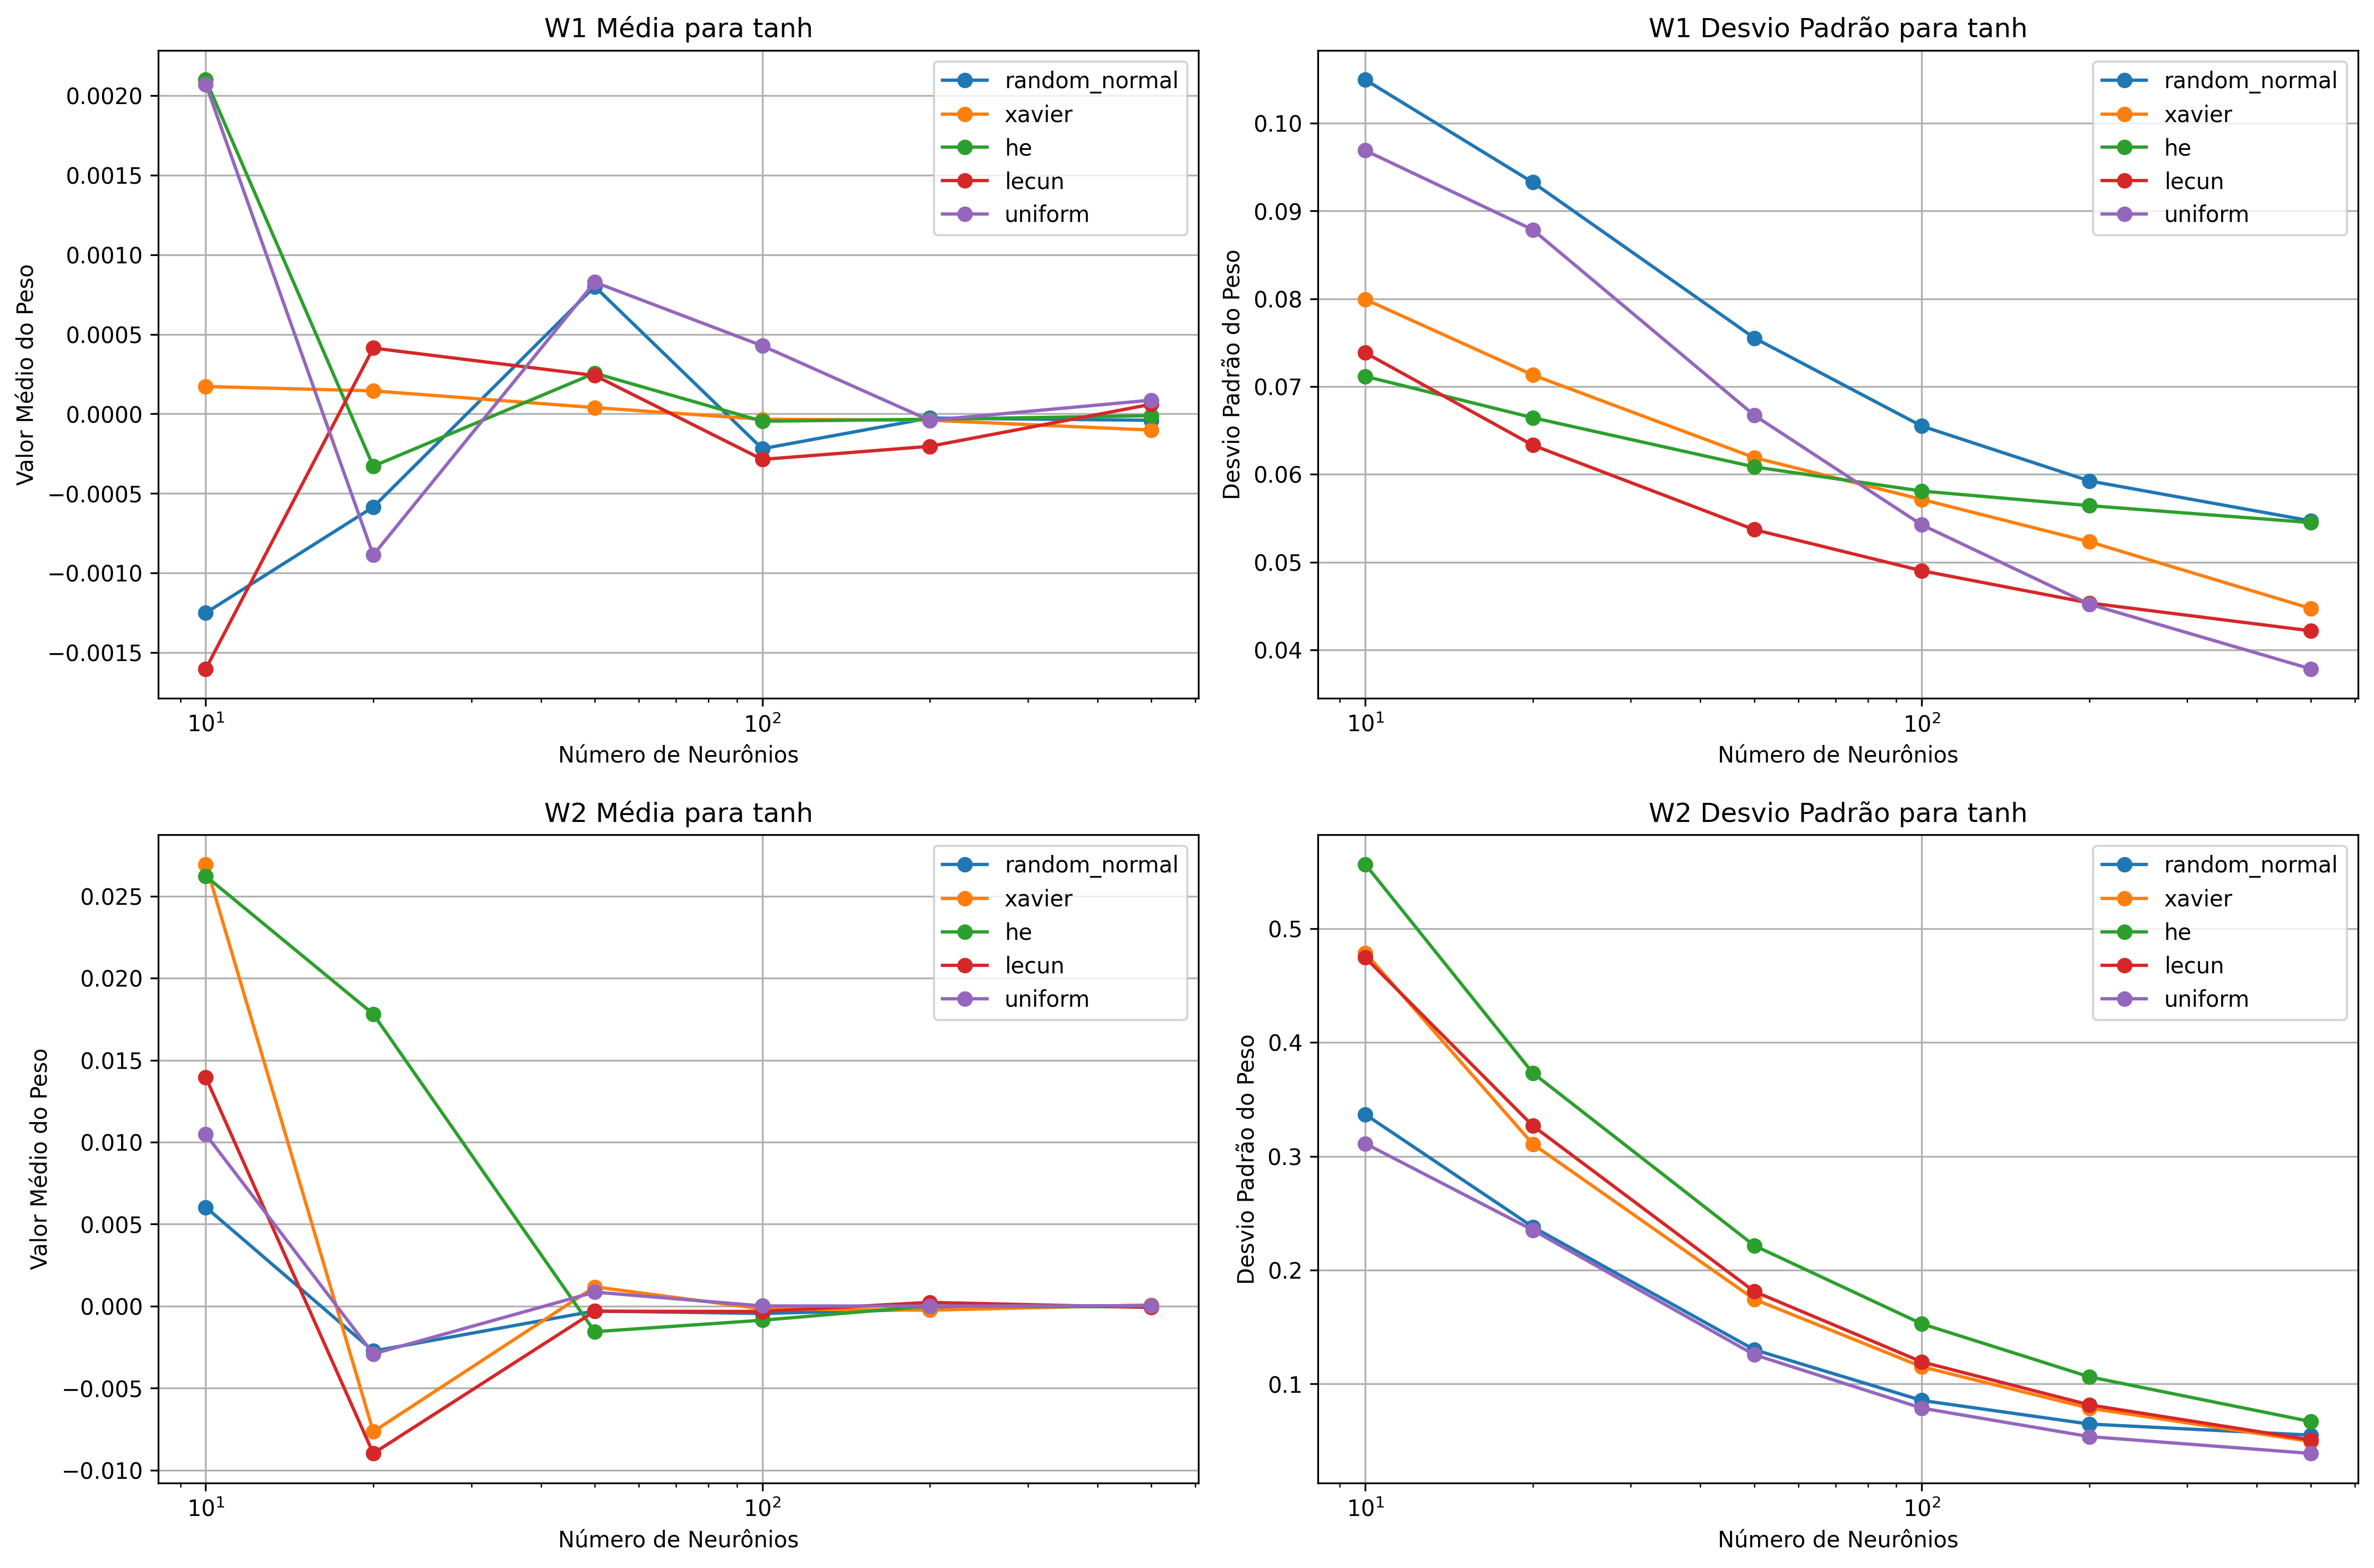 W1 Média para tanh
Valor Médio do Peso
0.0020
0.0015
0.0010
0.0005
0.0000
−0.0005
−0.0010
−0.0015
random_normal
xavier
he
lecun
uniform
10¹
10²
Número de Neurônios
W1 Desvio Padrão para tanh
Desvio Padrão do Peso
0.10
0.09
0.08
0.07
0.06
0.05
0.04
random_normal
xavier
he
lecun
uniform
10¹
10²
Número de Neurônios
W2 Média para tanh
Valor Médio do Peso
0.025
0.020
0.015
0.010
0.005
0.000
−0.005
−0.010
random_normal
xavier
he
lecun
uniform
10¹
10²
Número de Neurônios
W2 Desvio Padrão para tanh
Desvio Padrão do Peso
0.5
0.4
0.3
0.2
0.1
random_normal
xavier
he
lecun
uniform
10¹
10²
Número de Neurônios